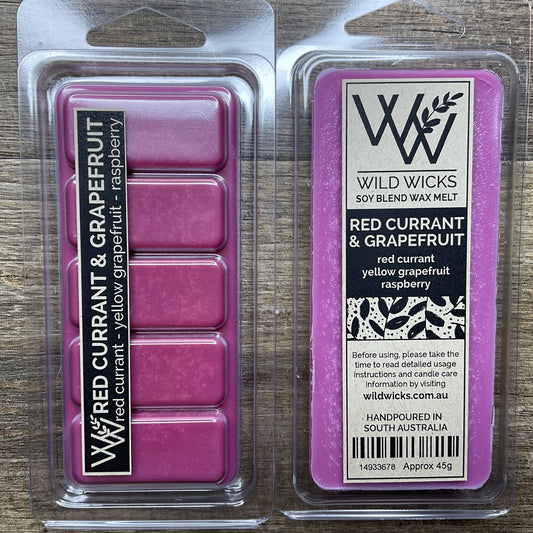 WW RED CURRANT & GRAPEFRUIT
red currant - yellow grapefruit - raspberry
WW
WILD WICKS
SOY BLEND WAX MELT
RED CURRANT
& GRAPEFRUIT
red currant
yellow grapefruit
raspberry
Before using, please take the
time to read detailed usage
instructions and candle care
information by visiting
wildwicks.com.au
HANDPOURED IN
SOUTH AUSTRALIA
14933678 Approx 45g